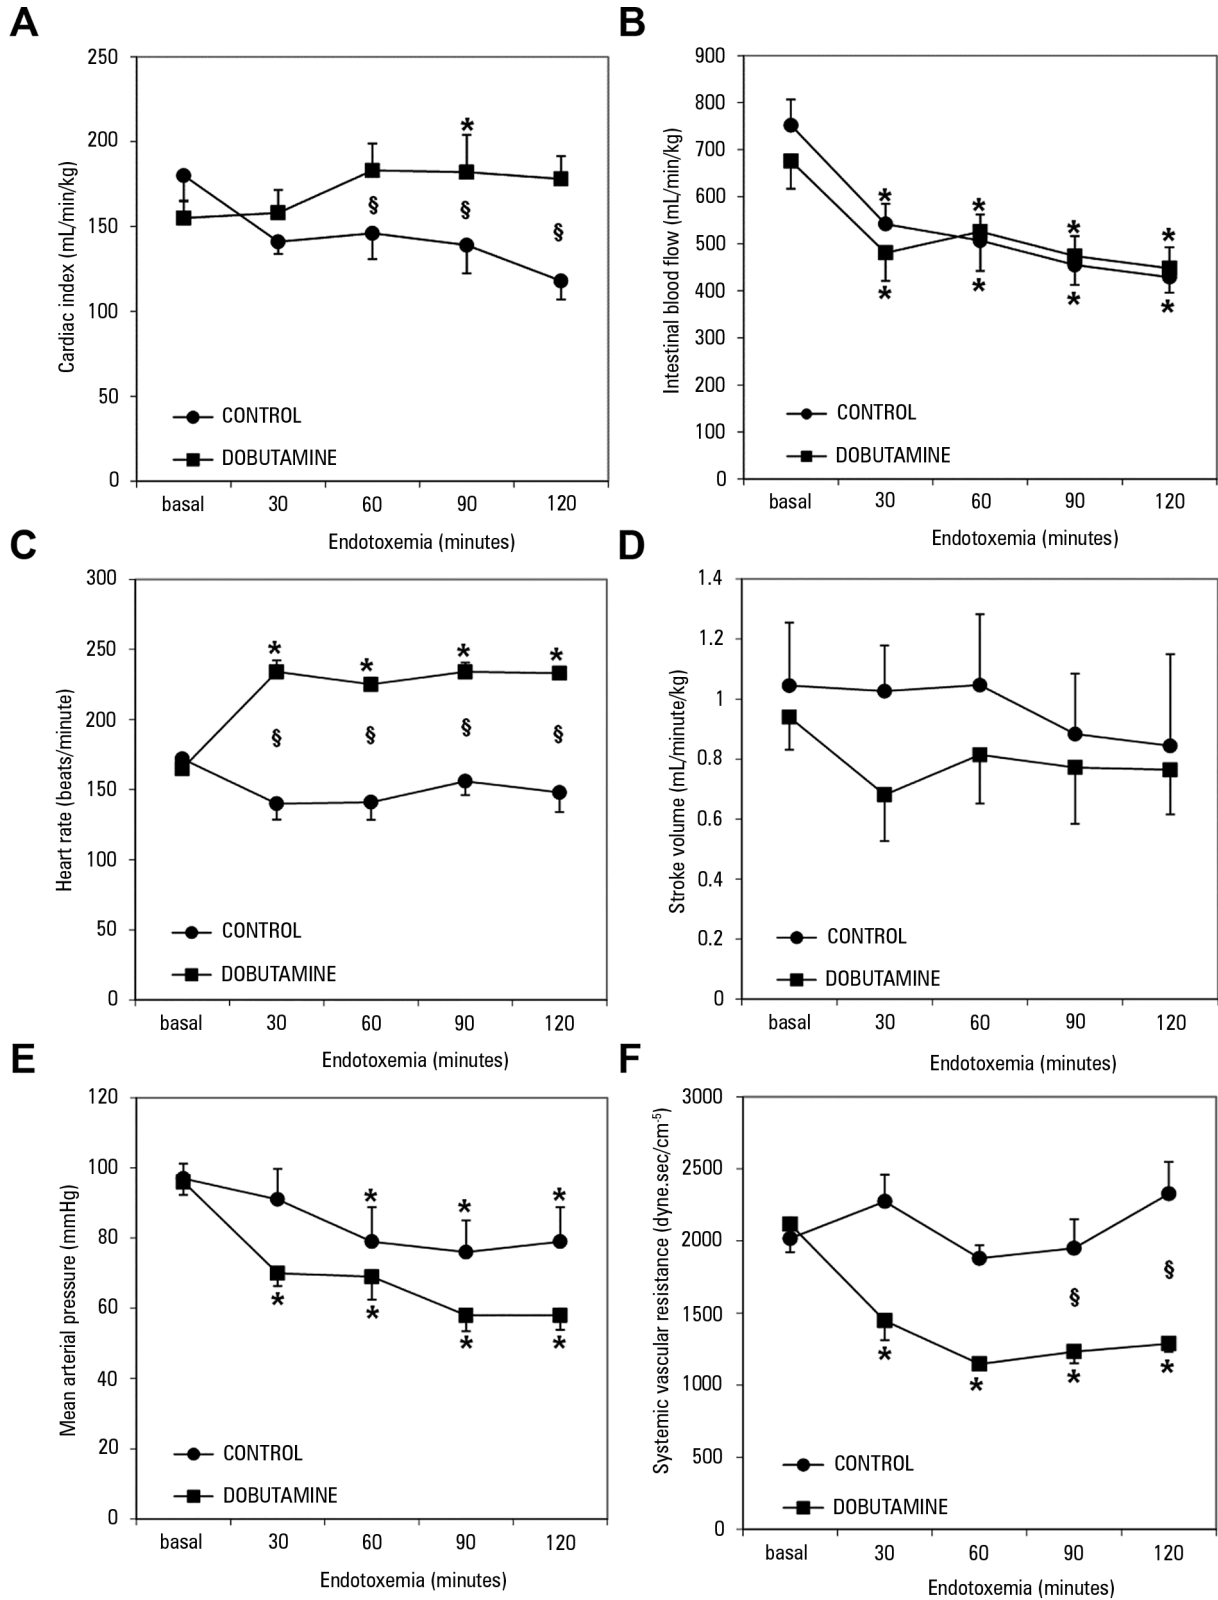 A
250
200
150
100
50
0
Cardiac index (mL/min/kg)
*
§ § §
CONTROL
DOBUTAMINE
basal 30 60 90 120
Endotoxemia (minutes)
B
900
800
700
600
500
400
300
200
100
0
Intestinal blood flow (mL/min/kg)
* * * *
* * * *
CONTROL
DOBUTAMINE
basal 30 60 90 120
Endotoxemia (minutes)
C
300
250
200
150
100
50
0
Heart rate (beats/minute)
* * * *
§ § § §
CONTROL
DOBUTAMINE
basal 30 60 90 120
Endotoxemia (minutes)
D
1.4
1.2
1
0.8
0.6
0.4
0.2
0
Stroke volume (mL/minute/kg)
CONTROL
DOBUTAMINE
basal 30 60 90 120
Endotoxemia (minutes)
E
120
100
80
60
40
20
0
Mean arterial pressure (mmHg)
* * *
* * * *
CONTROL
DOBUTAMINE
basal 30 60 90 120
Endotoxemia (minutes)
F
3000
2500
2000
1500
1000
500
0
Systemic vascular resistance (dyne.sec/cm⁻⁵)
§ §
* * * *
CONTROL
DOBUTAMINE
basal 30 60 90 120
Endotoxemia (minutes)